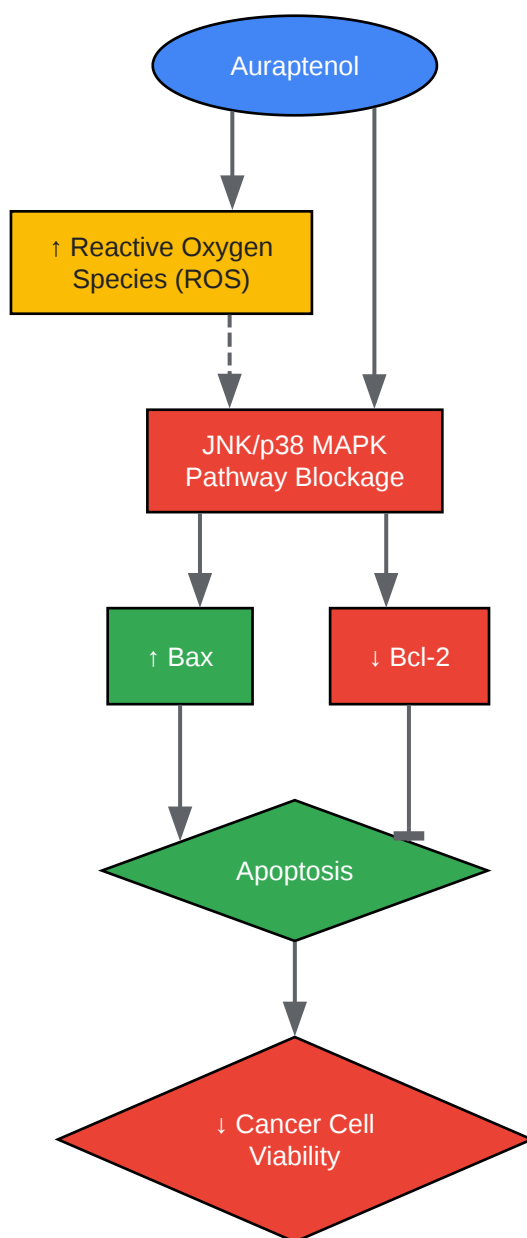 Auraptenol
↑ Reactive Oxygen
Species (ROS)
JNK/p38 MAPK
Pathway Blockage
↑ Bax
↓ Bcl-2
Apoptosis
↓ Cancer Cell
Viability